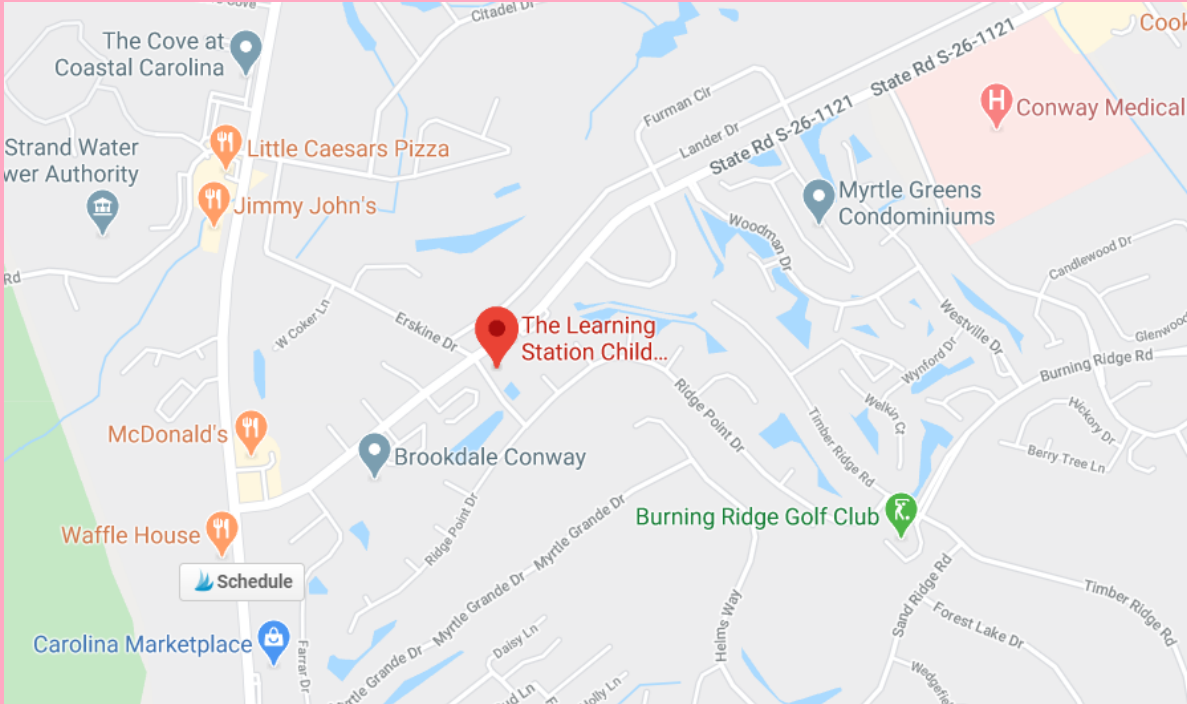 Citadel Dr
Cook
The Cove at
Coastal Carolina
State Rd S-26-1121
Furman Cir
Conway Medical
State Rd S-26-1121
Lander Dr
Strand Water
wer Authority
Little Caesars Pizza
Jimmy John's
Myrtle Greens
Condominiums
Woodman Dr
Candlewood Dr
Rd
W Coker Ln
Erskine Dr
The Learning
Station Child...
Westville Dr
Glenwood
Wynford Dr
Burning Ridge Rd
Ridge Point Dr
Welkin Ct
Hickory Dr
Timber Ridge Rd
McDonald's
Brookdale Conway
Berry Tree Ln
Waffle House
Ridge Point Dr
Myrtle Grande Dr
Burning Ridge Golf Club
Schedule
Myrtle Grande Dr
Helms Way
Sand Ridge Rd
Timber Ridge Rd
Forest Lake Dr
Carolina Marketplace
Farrar Dr
Daisy Ln
Myrtle Grande Dr
ud Ln
olly Ln
Wedgefiel